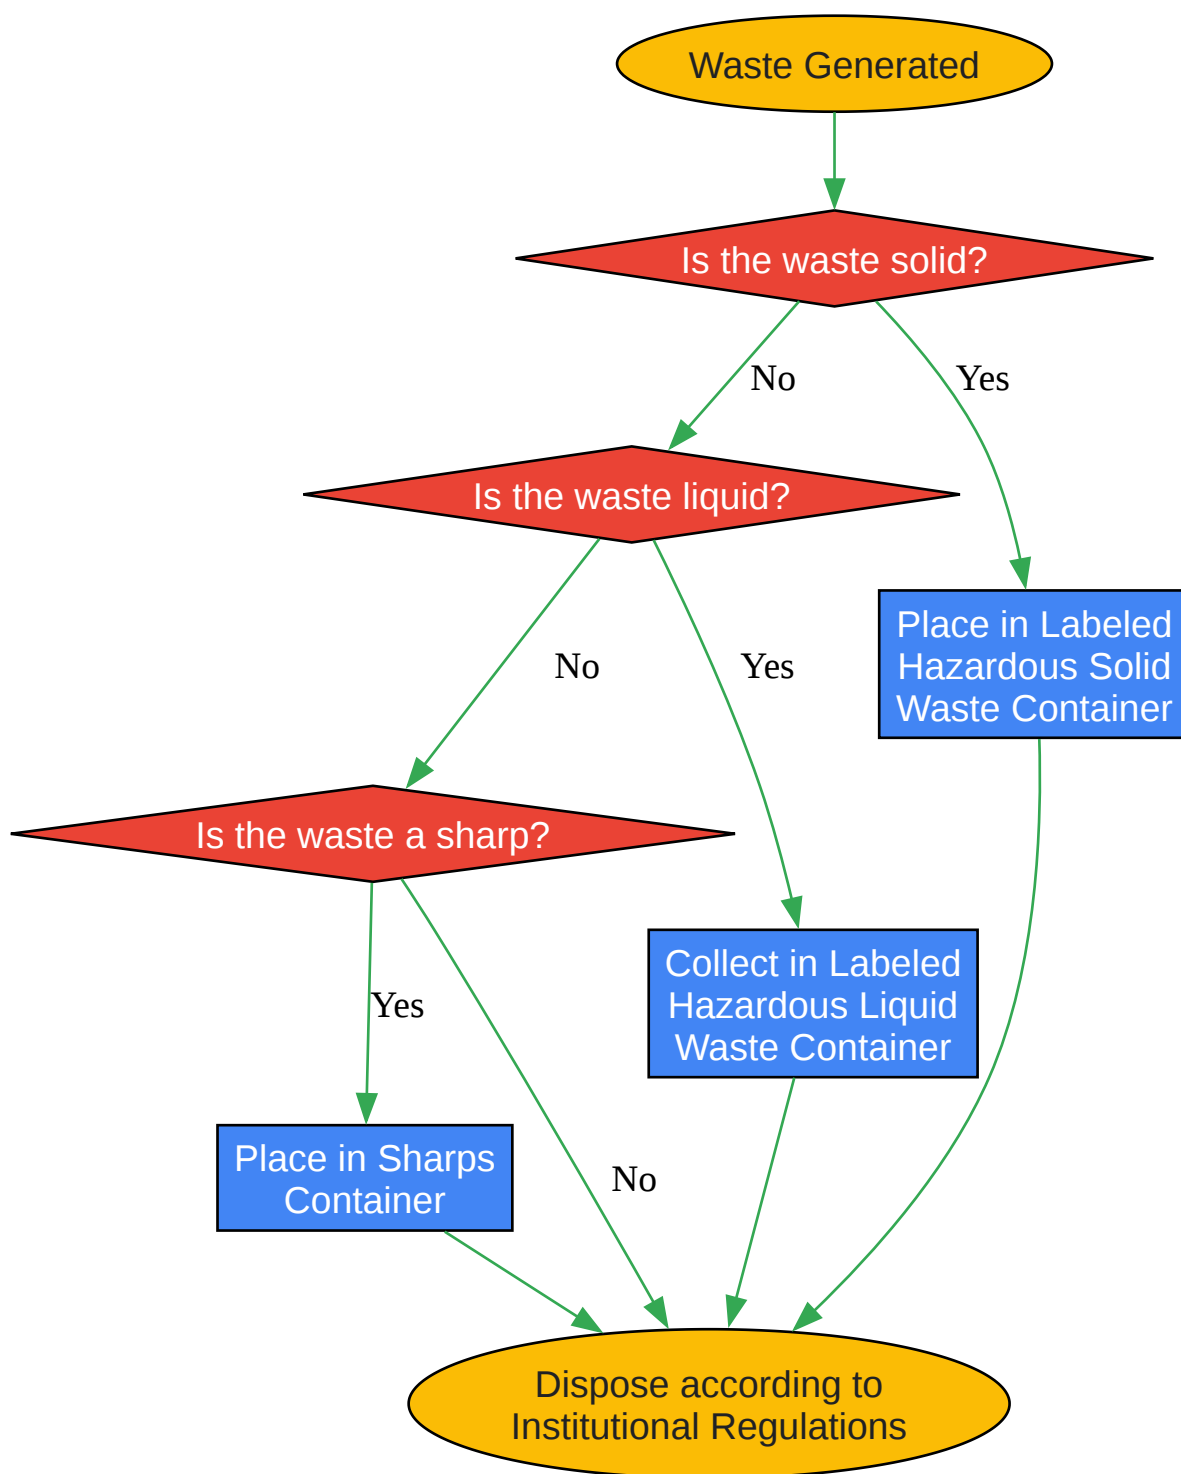 Waste Generated
Is the waste solid?
No
Yes
Is the waste liquid?
Place in Labeled
Hazardous Solid
Waste Container
No
Yes
Is the waste a sharp?
Collect in Labeled
Hazardous Liquid
Waste Container
Yes
Place in Sharps
Container
No
Dispose according to
Institutional Regulations